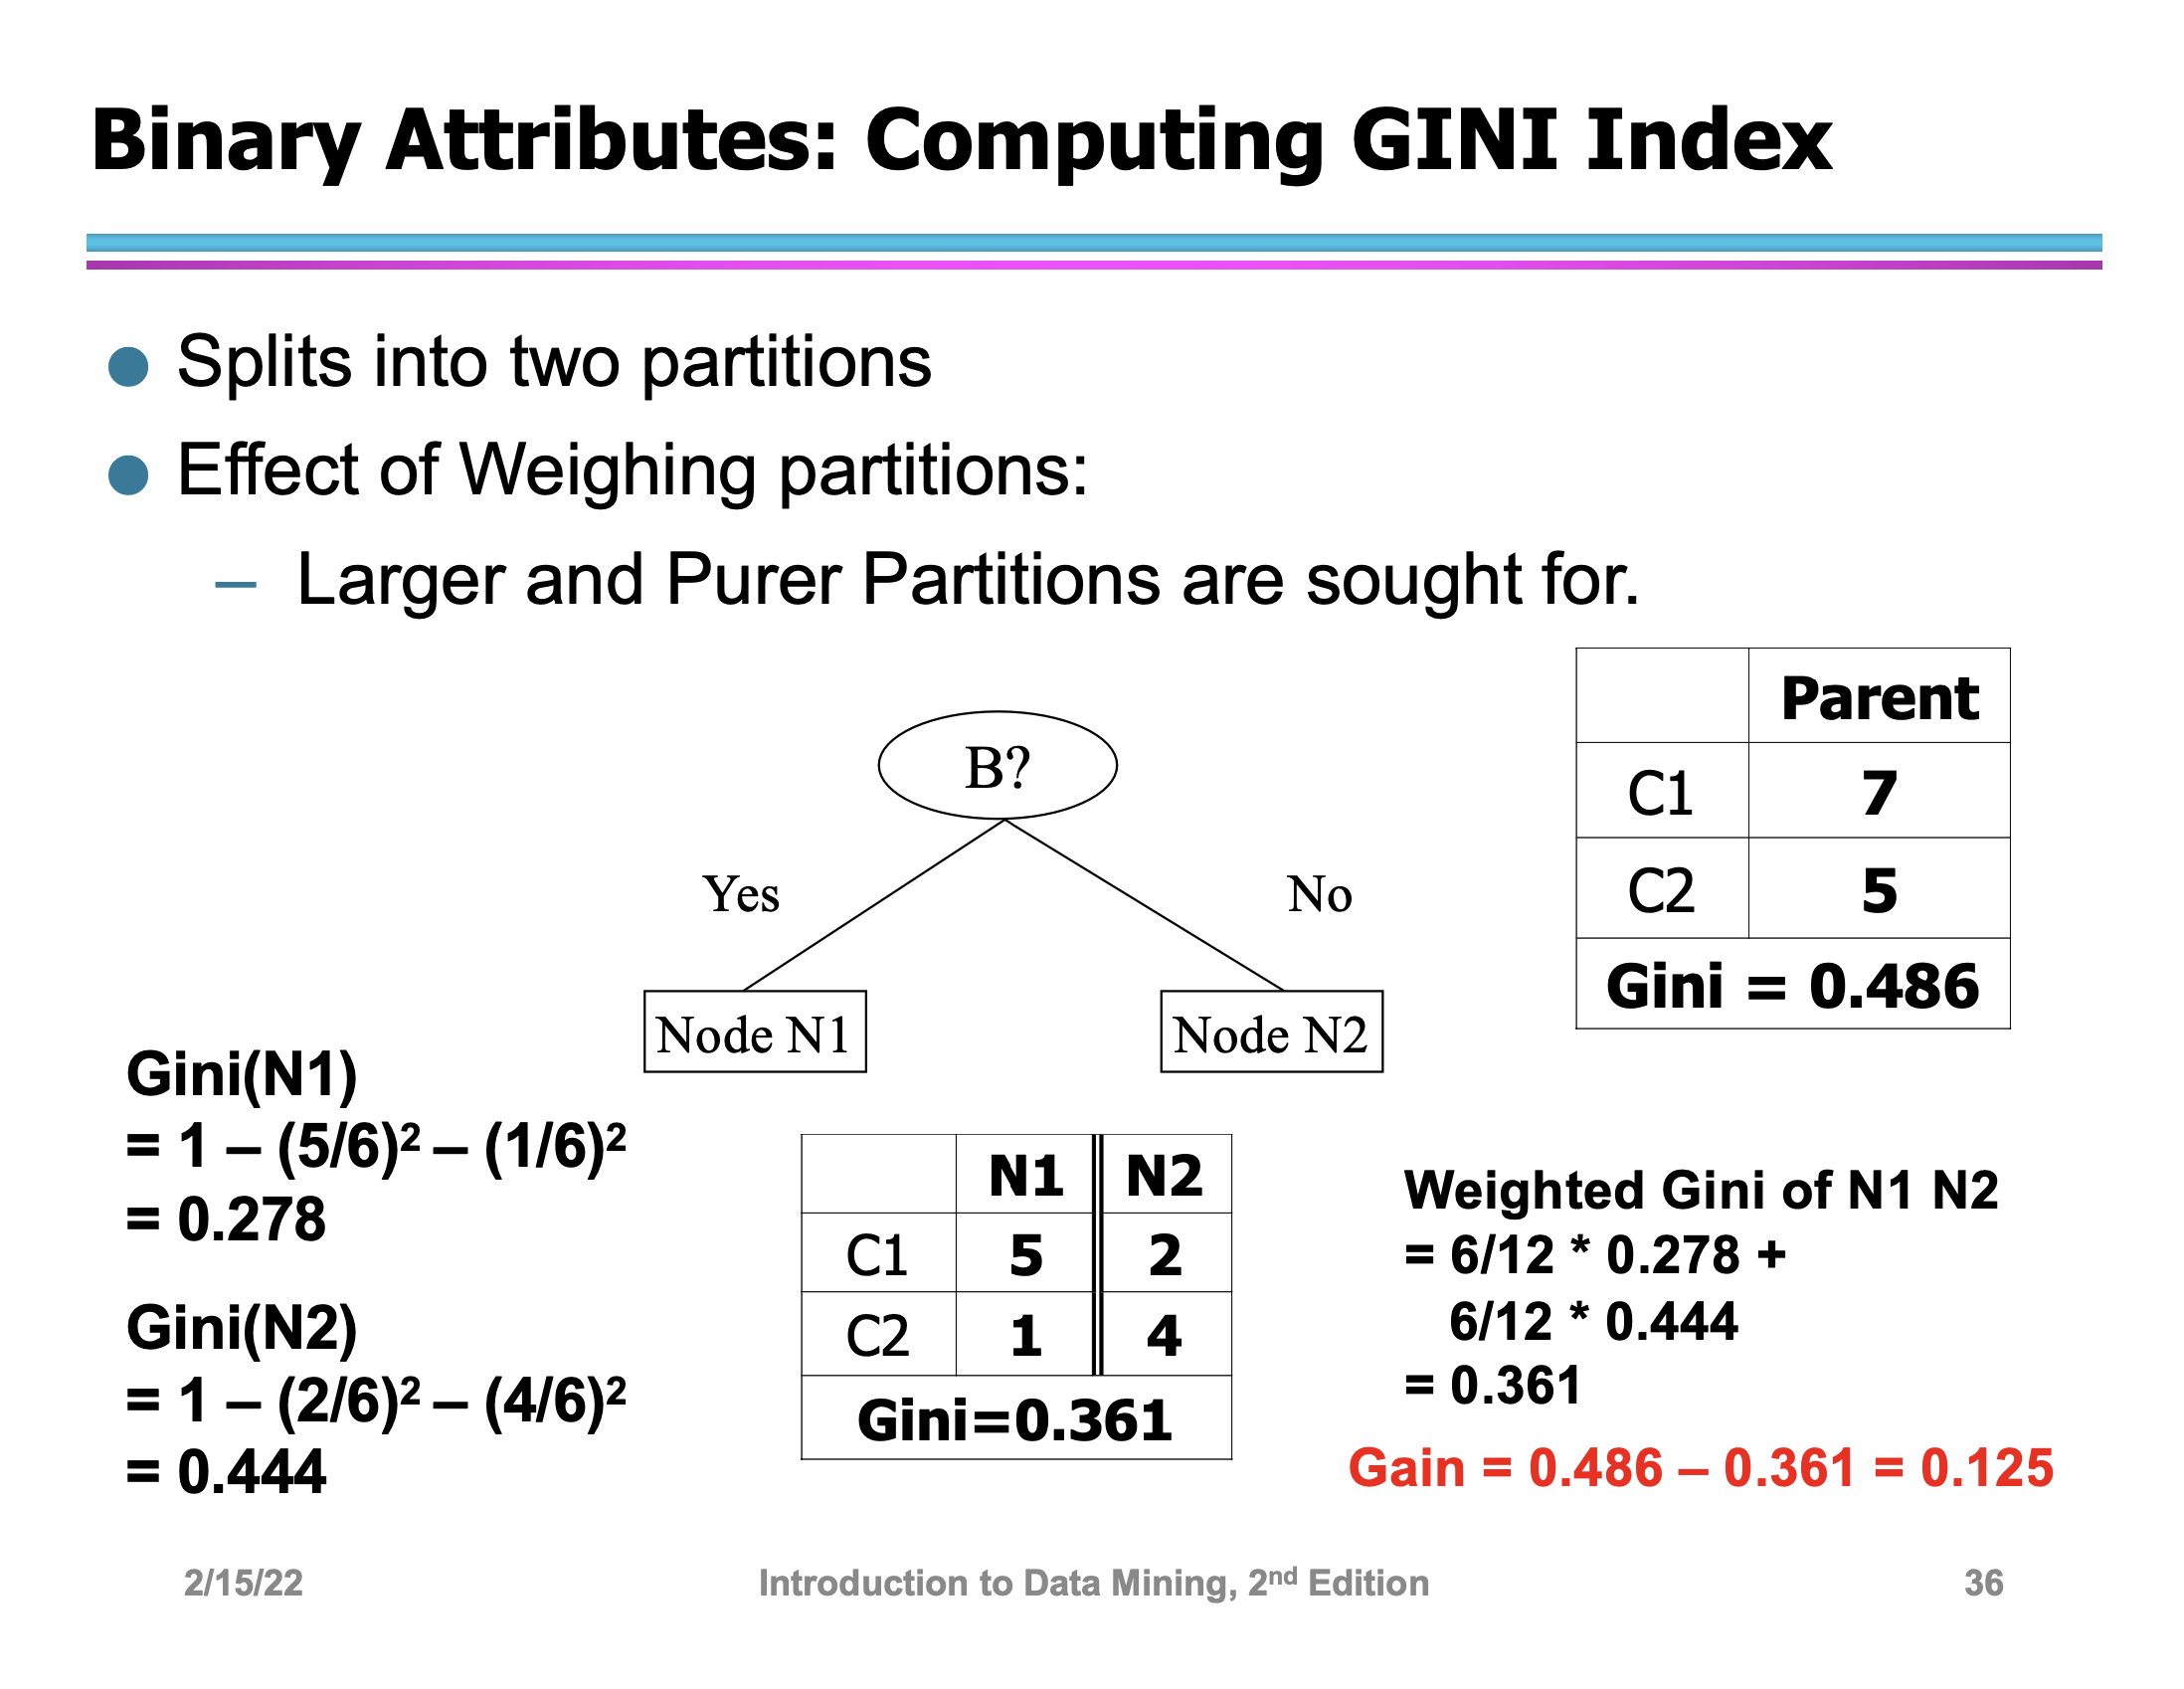 Binary Attributes: Computing GINI Index
Splits into two partitions
Effect of Weighing partitions:
– Larger and Purer Partitions are sought for.
B?
Yes
No
Node N1
Node N2
Parent
C1 7
C2 5
Gini = 0.486
Gini(N1)
= 1 – (5/6)² – (1/6)²
= 0.278
Gini(N2)
= 1 – (2/6)² – (4/6)²
= 0.444
N1 N2
C1 5 2
C2 1 4
Gini=0.361
Weighted Gini of N1 N2
= 6/12 * 0.278 +
6/12 * 0.444
= 0.361
Gain = 0.486 – 0.361 = 0.125
2/15/22
Introduction to Data Mining, 2nd Edition
36